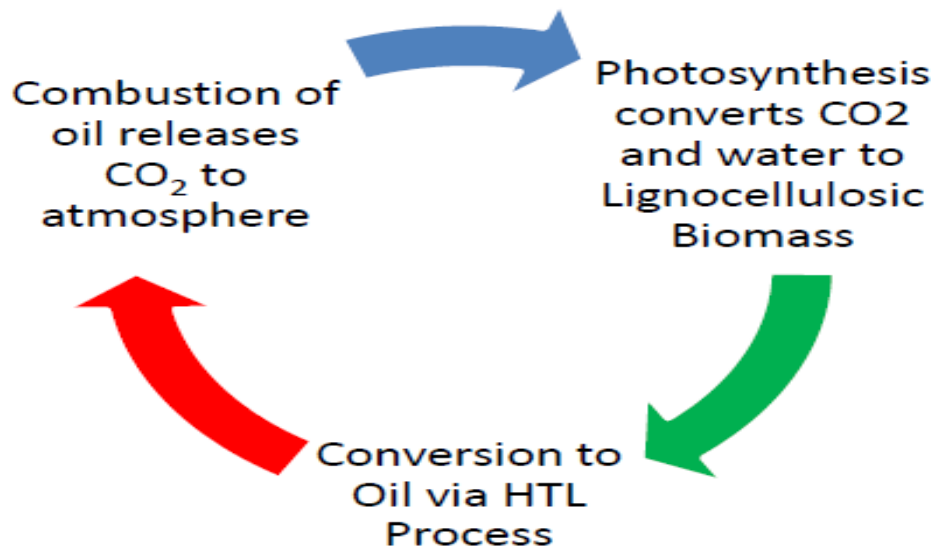 Combustion of
oil releases
CO₂ to
atmosphere
Photosynthesis
converts CO2
and water to
Lignocellulosic
Biomass
Conversion to
Oil via HTL
Process